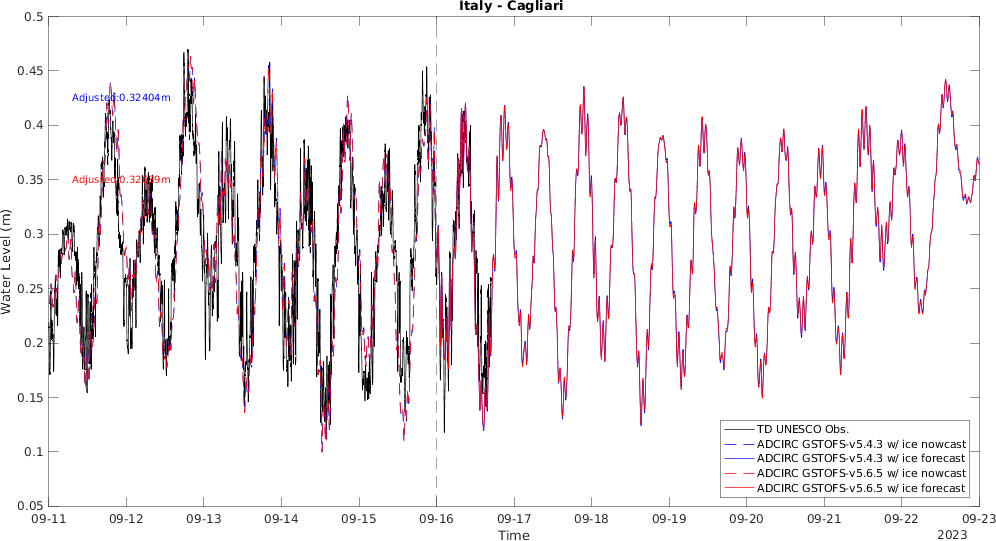 Italy - Cagliari
0.5
0.45
0.4
0.35
0.3
0.25
0.2
0.15
0.1
0.05
Water Level (m)
Adjusted:0.32404m
TD UNESCO Obs.
ADCIRC GSTOFS-v5.4.3 w/ ice nowcast
ADCIRC GSTOFS-v5.4.3 w/ ice forecast
ADCIRC GSTOFS-v5.6.5 w/ ice nowcast
ADCIRC GSTOFS-v5.6.5 w/ ice forecast
09-11 09-12 09-13 09-14 09-15 09-16 09-17 09-18 09-19 09-20 09-21 09-22 09-23
Time
2023